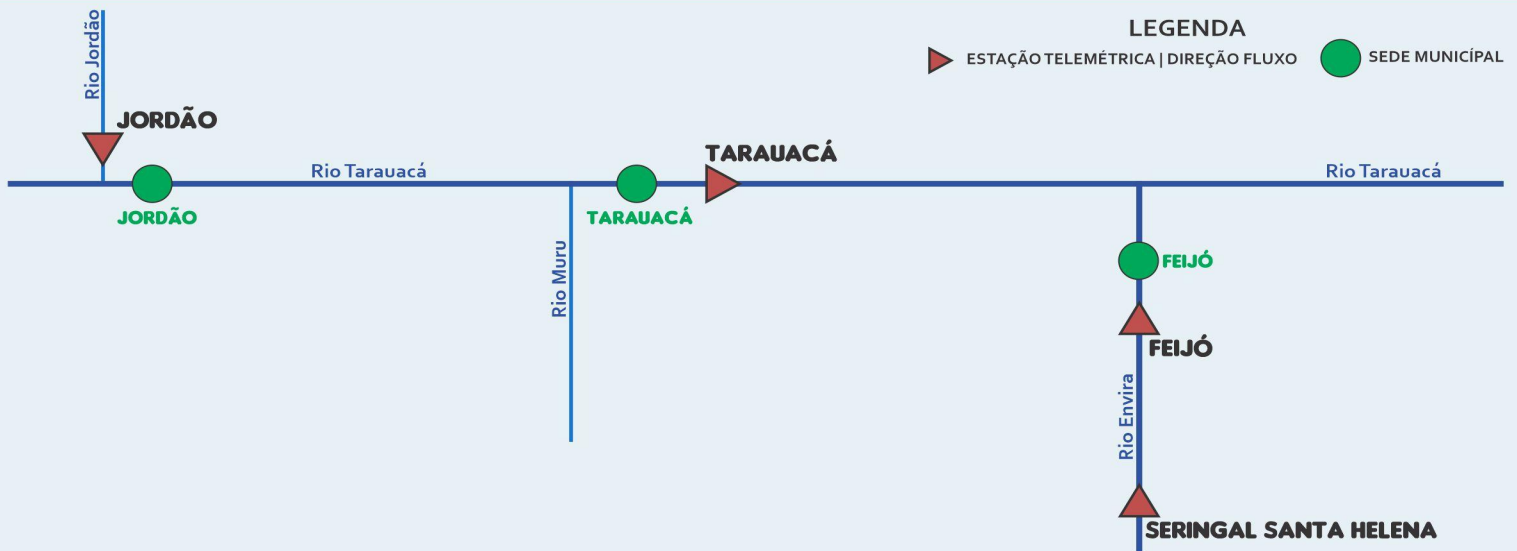 LEGENDA
ESTAÇÃO TELEMÉTRICA | DIREÇÃO FLUXO
SEDE MUNICÍPAL
Rio Jordão
JORDÃO
JORDÃO
Rio Tarauacá
TARAUACÁ
TARAUACÁ
Rio Tarauacá
Rio Muru
FEIJÓ
FEIJÓ
Rio Envira
SERINGAL SANTA HELENA